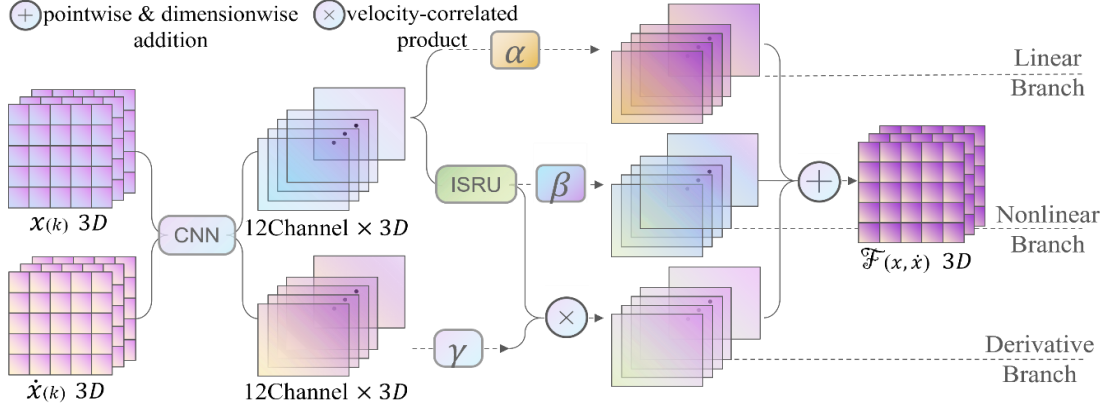 + pointwise & dimensionwise
addition
× velocity-correlated
product
α
Linear
Branch
x(k) 3D
CNN
12Channel × 3D
ISRU
β
+
ℱ(x, ẋ) 3D
Nonlinear
Branch
ẋ(k) 3D
12Channel × 3D
γ
×
Derivative
Branch